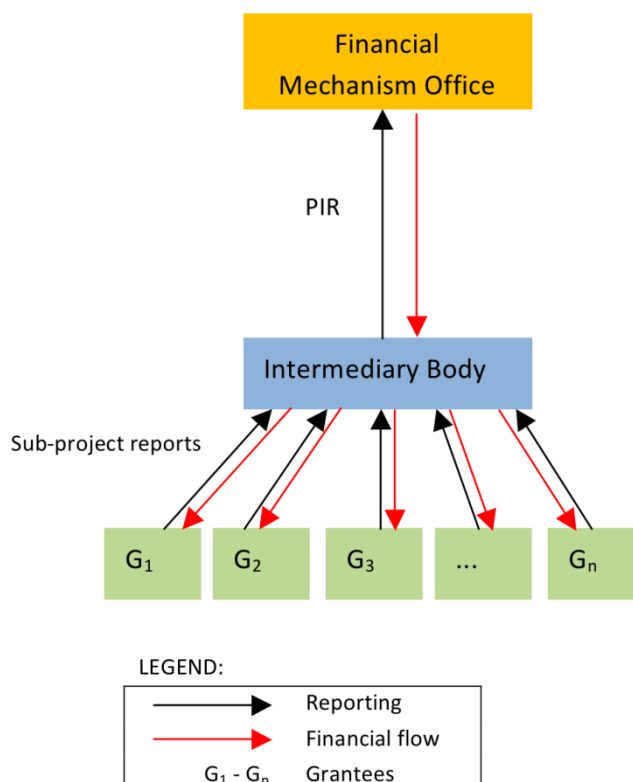 Financial
Mechanism Office
PIR
Intermediary Body
Sub-project reports
G₁ G₂ G₃ ... Gₙ
LEGEND:
Reporting
Financial flow
G₁ - Gₙ Grantees